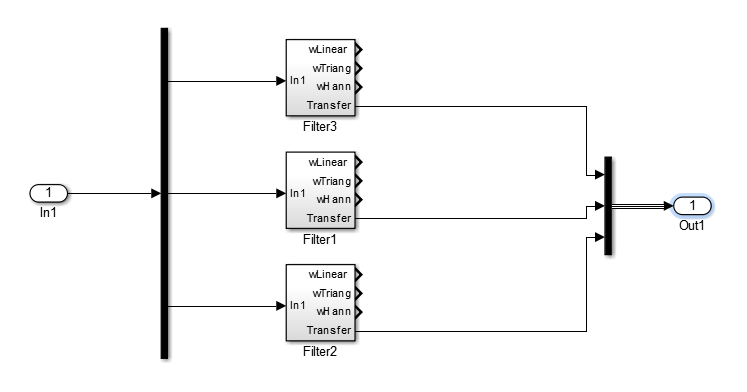 wLinear
wTriang
In1
wHann
Transfer
Filter3
wLinear
wTriang
1
In1
wHann
Transfer
1
In1
Filter1
Out1
wLinear
wTriang
In1
wHann
Transfer
Filter2